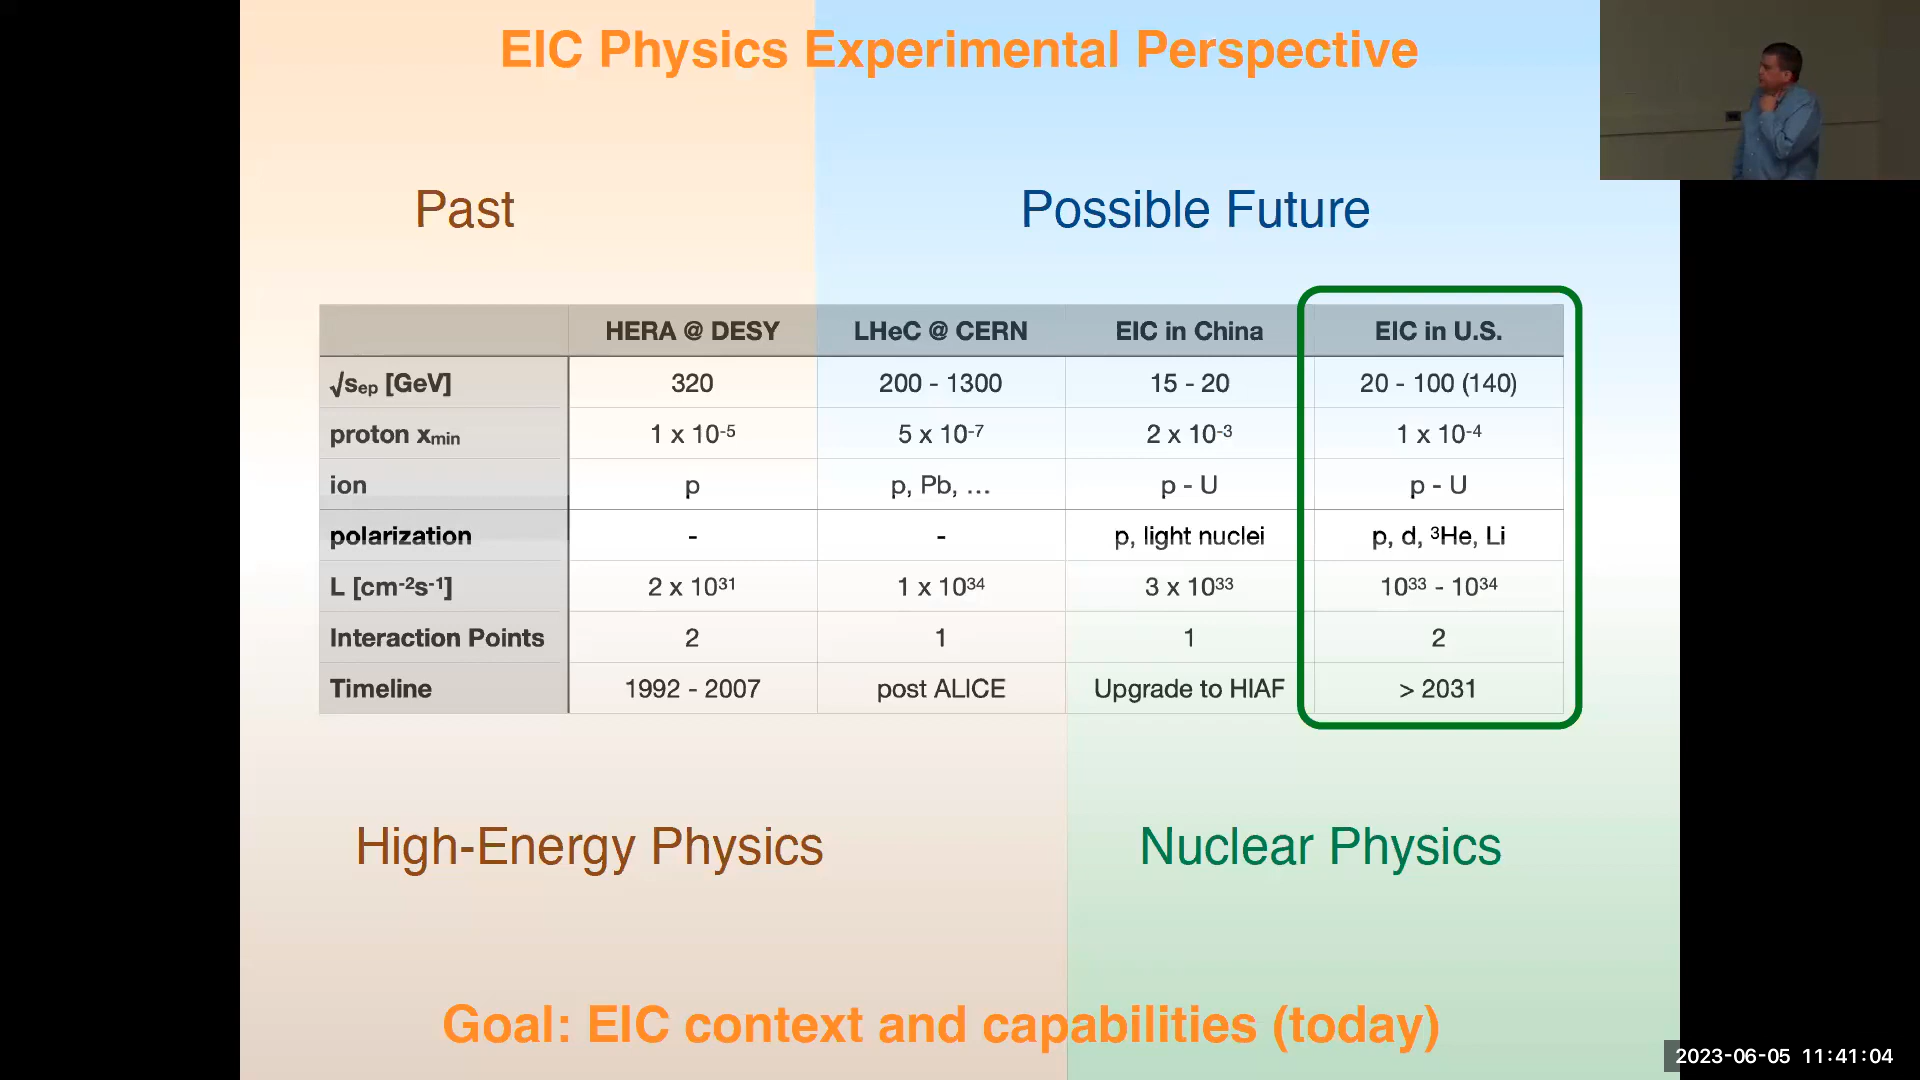 EIC Physics Experimental Perspective
Past
Possible Future
HERA @ DESY LHeC @ CERN EIC in China EIC in U.S.
√sep [GeV] 320 200 - 1300 15 - 20 20 - 100 (140)
proton xmin 1 x 10-5 5 x 10-7 2 x 10-3 1 x 10-4
ion p p, Pb, … p - U p - U
polarization - - p, light nuclei p, d, 3He, Li
L [cm-2s-1] 2 x 1031 1 x 1034 3 x 1033 1033 - 1034
Interaction Points 2 1 1 2
Timeline 1992 - 2007 post ALICE Upgrade to HIAF > 2031
High-Energy Physics
Nuclear Physics
Goal: EIC context and capabilities (today)
2023-06-05 11:41:04